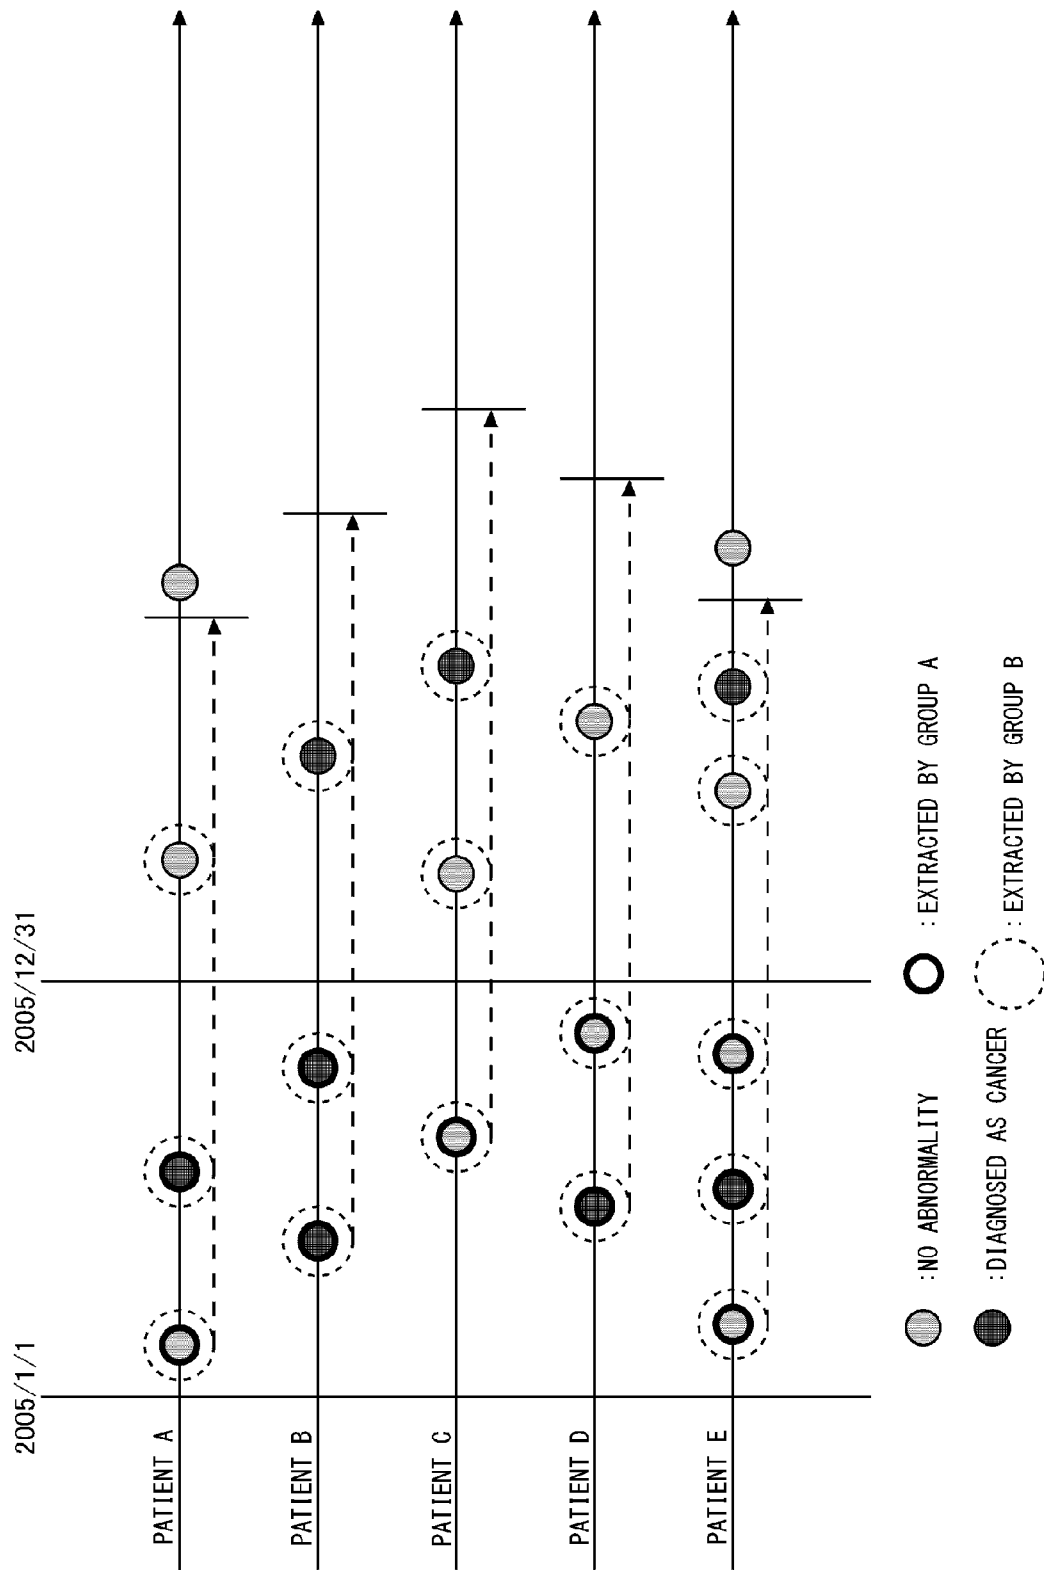 2005/1/1
2005/12/31
PATIENT A
PATIENT B
PATIENT C
PATIENT D
PATIENT E
:NO ABNORMALITY
:EXTRACTED BY GROUP A
:DIAGNOSED AS CANCER
:EXTRACTED BY GROUP B